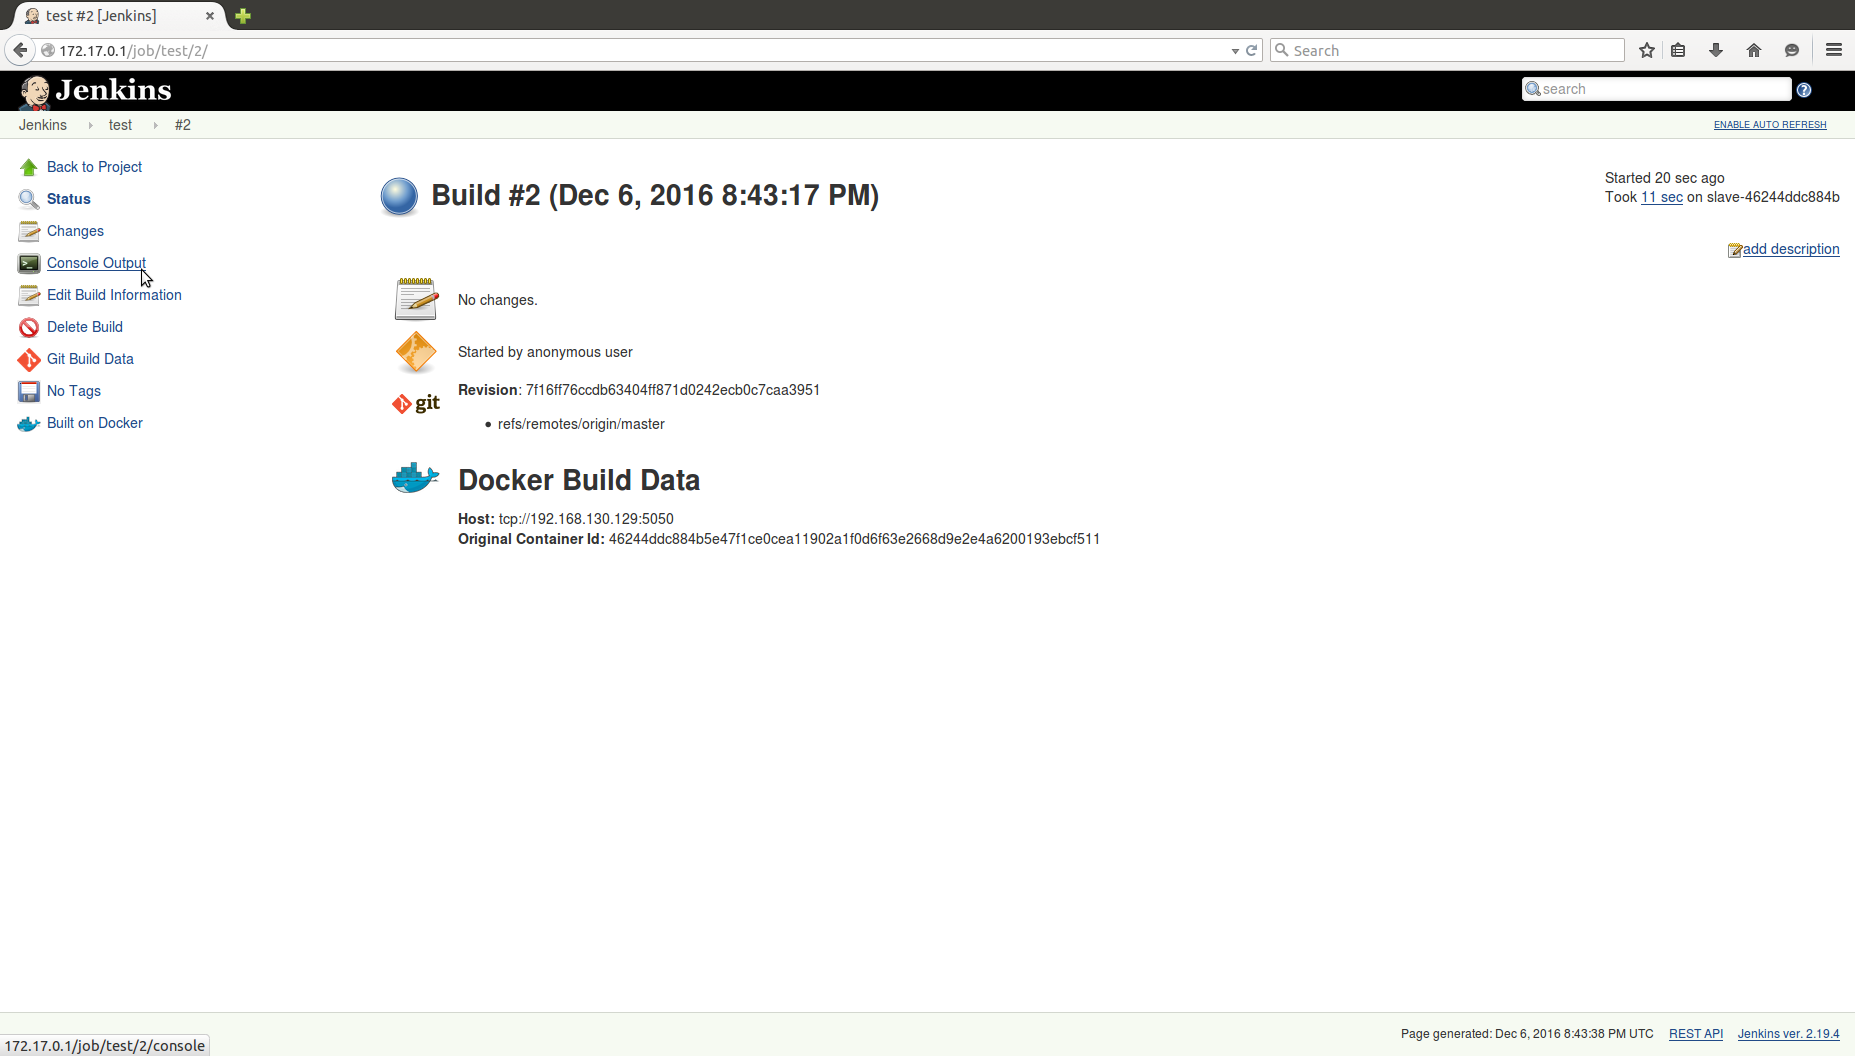 test #2 [Jenkins]
172.17.0.1/job/test/2/
Search
Jenkins
search
Jenkins test #2
ENABLE AUTO REFRESH
Back to Project
Status
Changes
Console Output
Edit Build Information
Delete Build
Git Build Data
No Tags
Built on Docker
Build #2 (Dec 6, 2016 8:43:17 PM)
Started 20 sec ago
Took 11 sec on slave-46244ddc884b
add description
No changes.
Started by anonymous user
git
Revision: 7f16ff76ccdb63404ff871d0242ecb0c7caa3951
• refs/remotes/origin/master
Docker Build Data
Host: tcp://192.168.130.129:5050
Original Container Id: 46244ddc884b5e47f1ce0cea11902a1f0d6f63e2668d9e2e4a6200193ebcf511
Page generated: Dec 6, 2016 8:43:38 PM UTC REST API Jenkins ver. 2.19.4
172.17.0.1/job/test/2/console